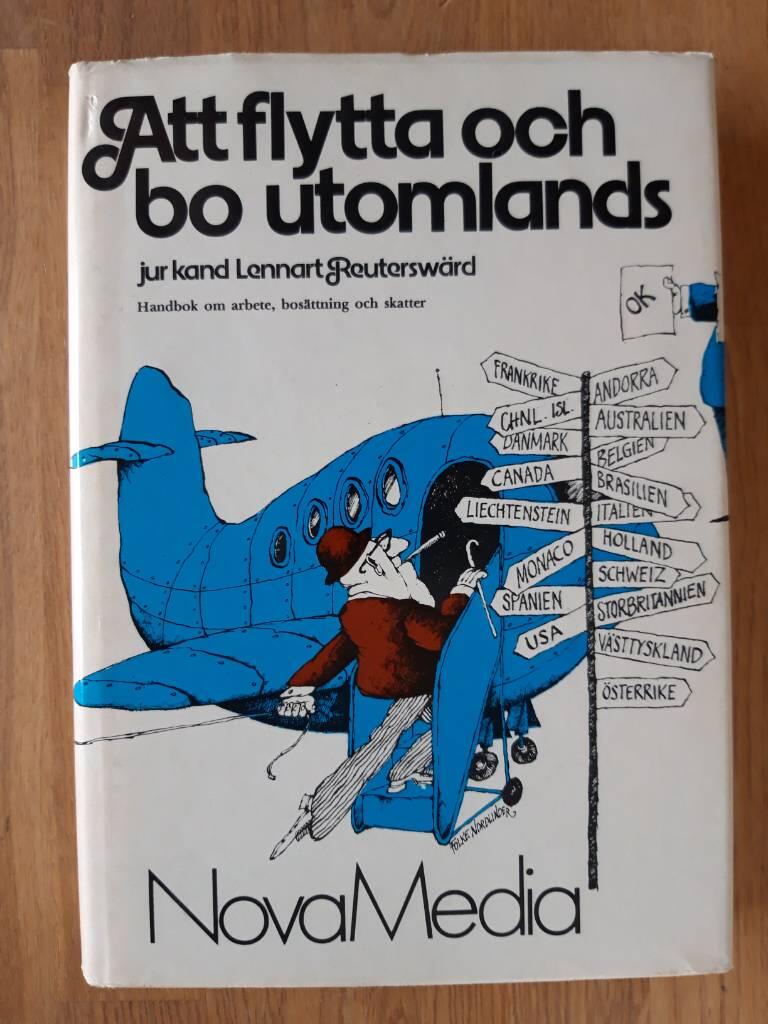 Att flytta och
bo utomlands
jur kand Lennart Reuterswärd
Handbok om arbete, bosättning och skatter
OK
FRANKRIKE
ANDORRA
CHNL. ISL.
AUSTRALIEN
DANMARK
BELGIEN
CANADA
BRASILIEN
LIECHTENSTEIN
ITALIEN
HOLLAND
MONACO
SCHWEIZ
SPANIEN
STORBRITANNIEN
USA
VÄSTTYSKLAND
ÖSTERRIKE
FOLKE NORDLINDER
NovaMedia